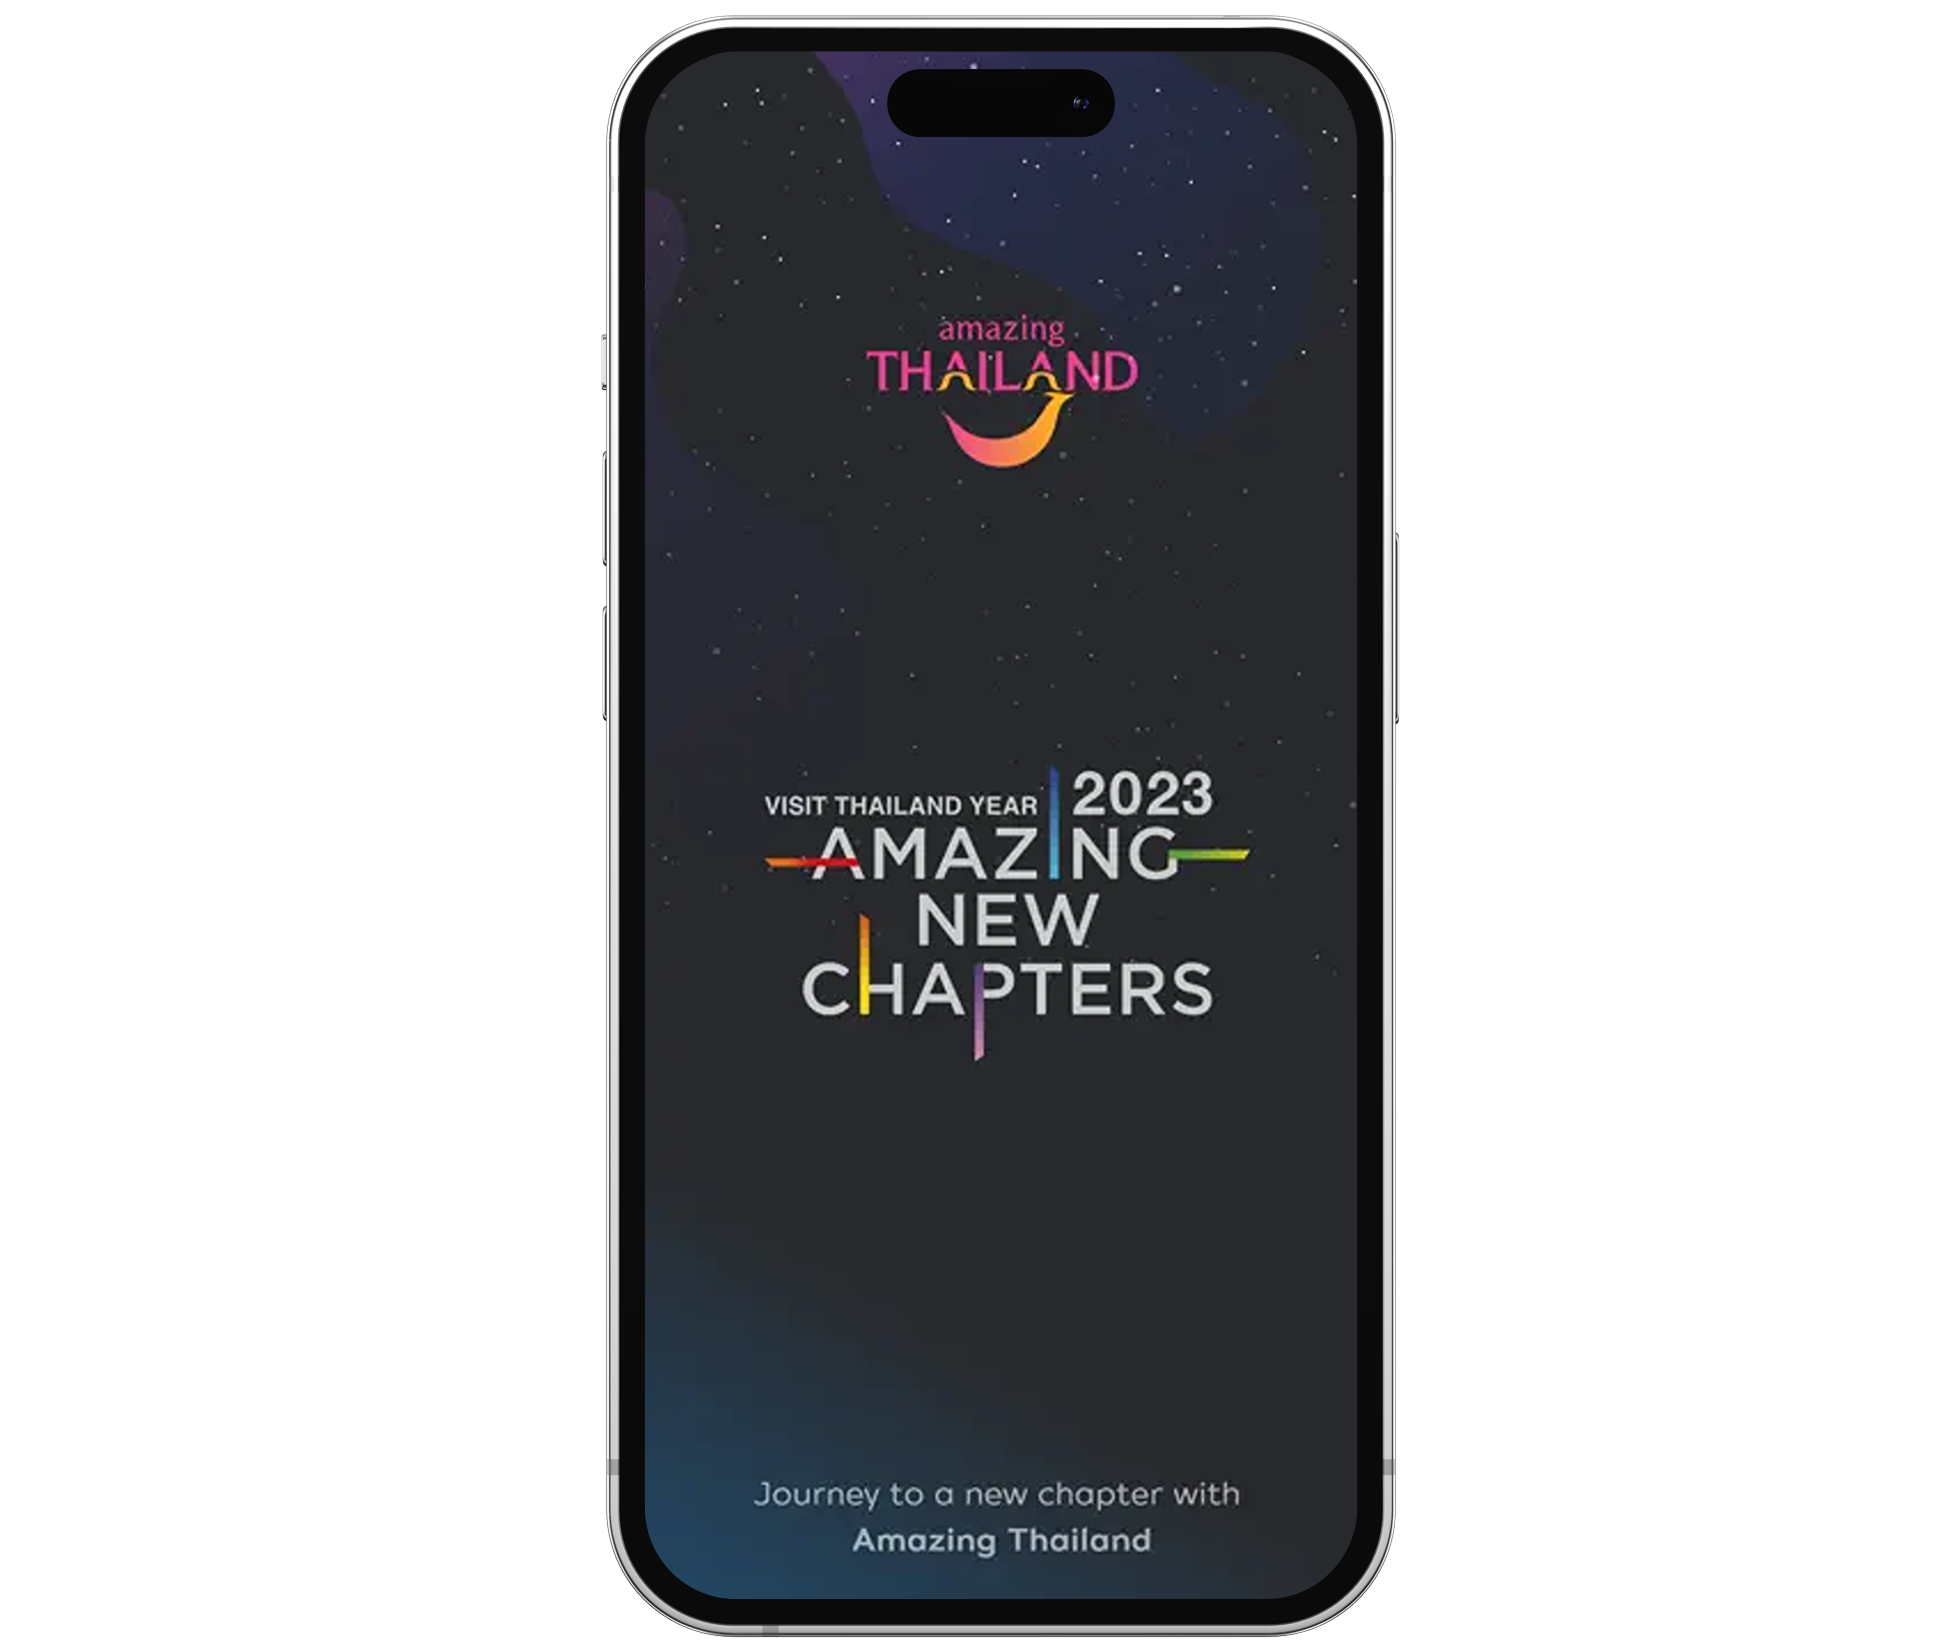 amazing
THAILAND
VISIT THAILAND YEAR 2023
AMAZING
NEW
CHAPTERS
Journey to a new chapter with
Amazing Thailand